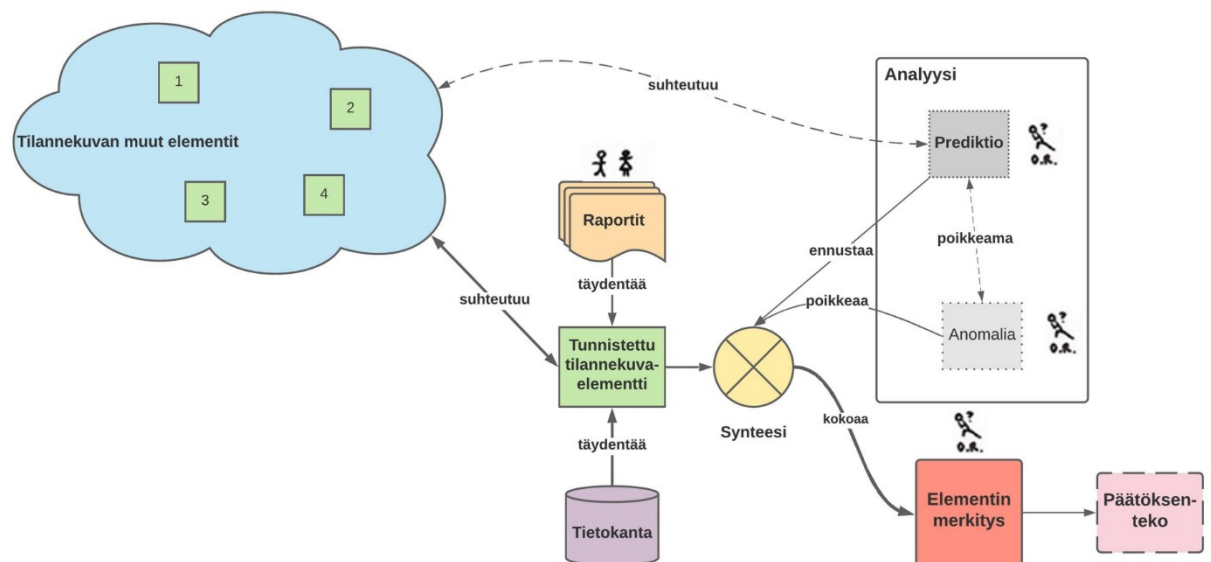 Analyysi
1
suhteutuu
2
Prediktio
?
O.R.
Tilannekuvan muut elementit
3
4
Raportit
ennustaa
poikkeama
täydentää
suhteutuu
poikkeaa
Anomalia
?
O.R.
Tunnistettu
tilannekuva-
elementti
Synteesi
kokoaa
?
O.R.
täydentää
Tietokanta
Elementin
merkitys
Päätöksen-
teko